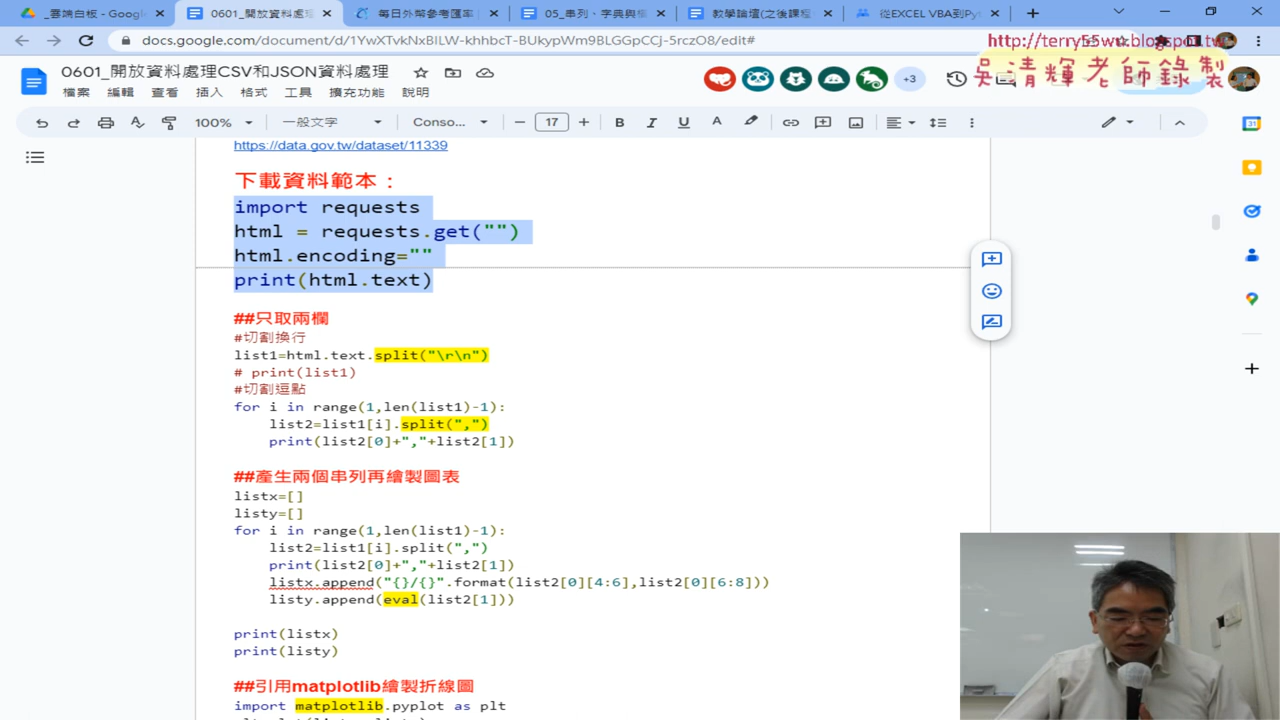 _雲端白板 - Google
0601_開放資料處理
每日外幣參考匯率
05_串列、字典與
教學論壇(之後課程
從EXCEL VBA到Py
docs.google.com/document/d/1YwXTvkNxBILW-khhbcT-BUkypWm9BLGGpCCj-5rczO8/edit#
http://terry55wu.blogspot.tw
吳清輝老師錄製
0601_開放資料處理CSV和JSON資料處理
檔案 編輯 查看 插入 格式 工具 擴充功能 說明
+3
100% 一般文字 Conso... 17 B I U A
https://data.gov.tw/dataset/11339
下載資料範本：
import requests
html = requests.get("")
html.encoding=""
print(html.text)
##只取兩欄
#切割換行
list1=html.text.split("\r\n")
# print(list1)
#切割逗點
for i in range(1,len(list1)-1):
    list2=list1[i].split(",")
    print(list2[0]+","+list2[1])
##產生兩個串列再繪製圖表
listx=[]
listy=[]
for i in range(1,len(list1)-1):
    list2=list1[i].split(",")
    print(list2[0]+","+list2[1])
    listx.append("{}/{}".format(list2[0][4:6],list2[0][6:8]))
    listy.append(eval(list2[1]))
print(listx)
print(listy)
##引用matplotlib繪製折線圖
import matplotlib.pyplot as plt